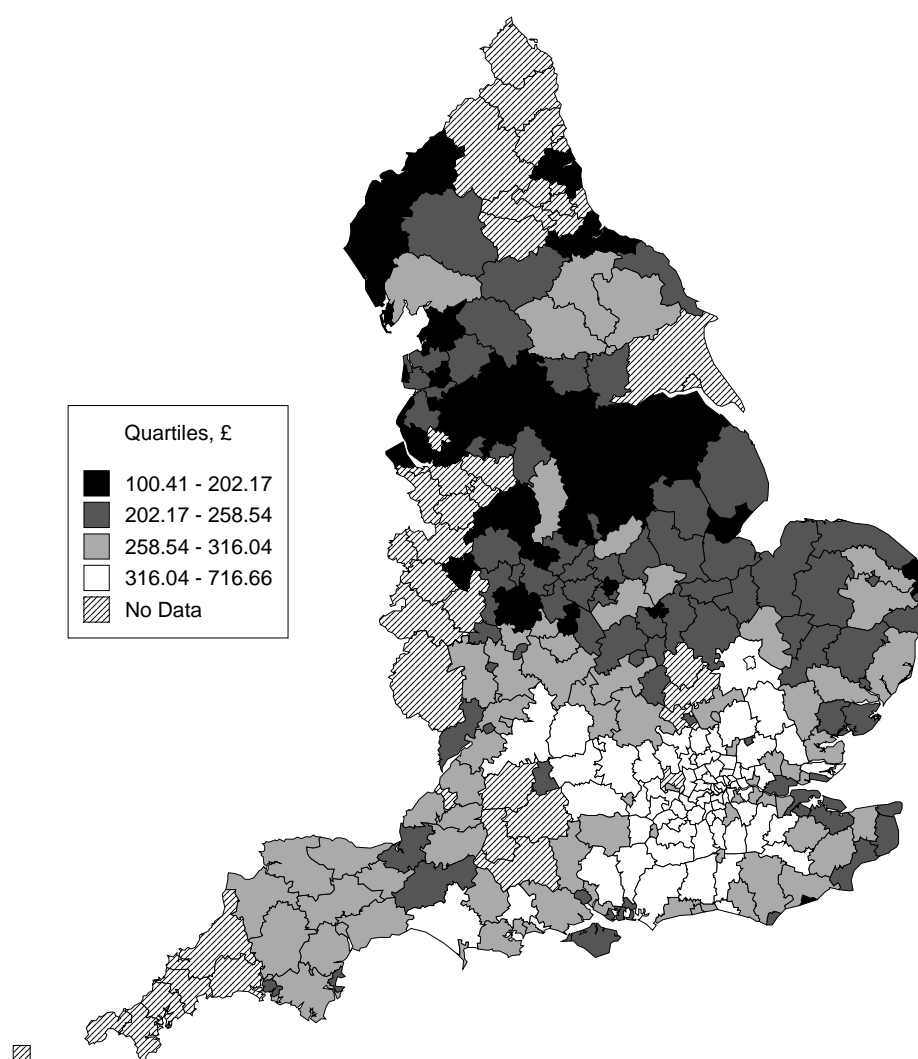 Quartiles, £
100.41 - 202.17
202.17 - 258.54
258.54 - 316.04
316.04 - 716.66
No Data